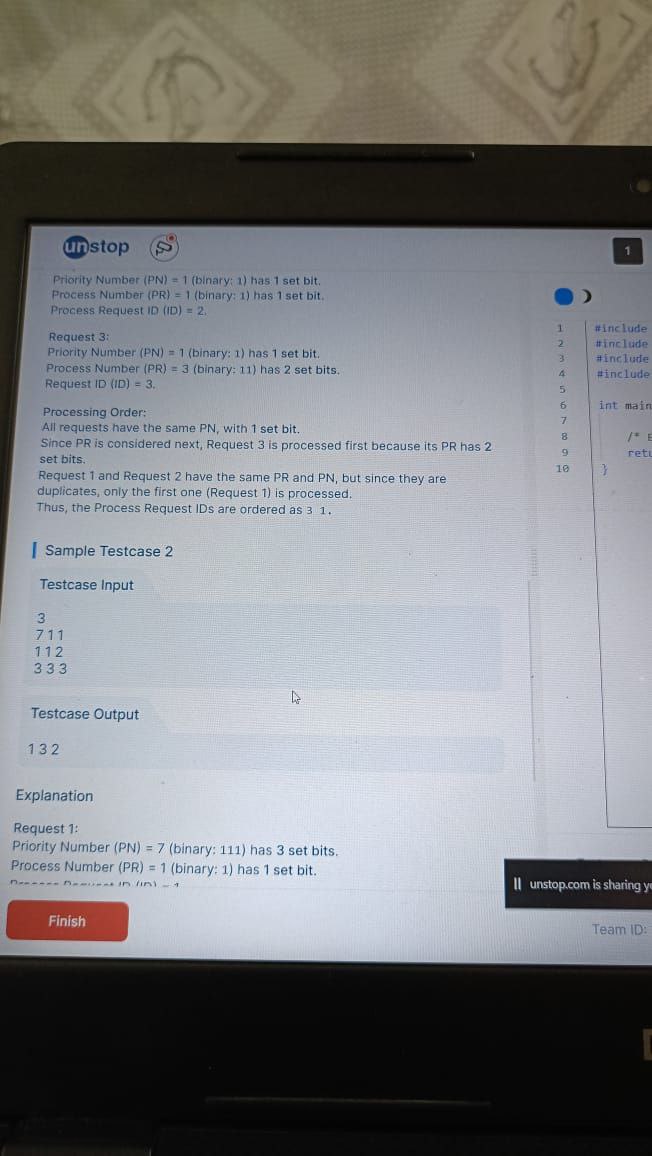 unstop
1
Priority Number (PN) = 1 (binary: 1) has 1 set bit.
Process Number (PR) = 1 (binary: 1) has 1 set bit.
Process Request ID (ID) = 2.
Request 3:
Priority Number (PN) = 1 (binary: 1) has 1 set bit.
Process Number (PR) = 3 (binary: 11) has 2 set bits.
Request ID (ID) = 3.
Processing Order:
All requests have the same PN, with 1 set bit.
Since PR is considered next, Request 3 is processed first because its PR has 2
set bits.
Request 1 and Request 2 have the same PR and PN, but since they are
duplicates, only the first one (Request 1) is processed.
Thus, the Process Request IDs are ordered as 3 1.
Sample Testcase 2
Testcase Input
3
7 1 1
1 1 2
3 3 3
Testcase Output
1 3 2
Explanation
Request 1:
Priority Number (PN) = 7 (binary: 111) has 3 set bits.
Process Number (PR) = 1 (binary: 1) has 1 set bit.
Finish
1 #include
2 #include
3 #include
4 #include
5
6 int main
7
8 /*
9 retu
10 }
unstop.com is sharing y
Team ID: